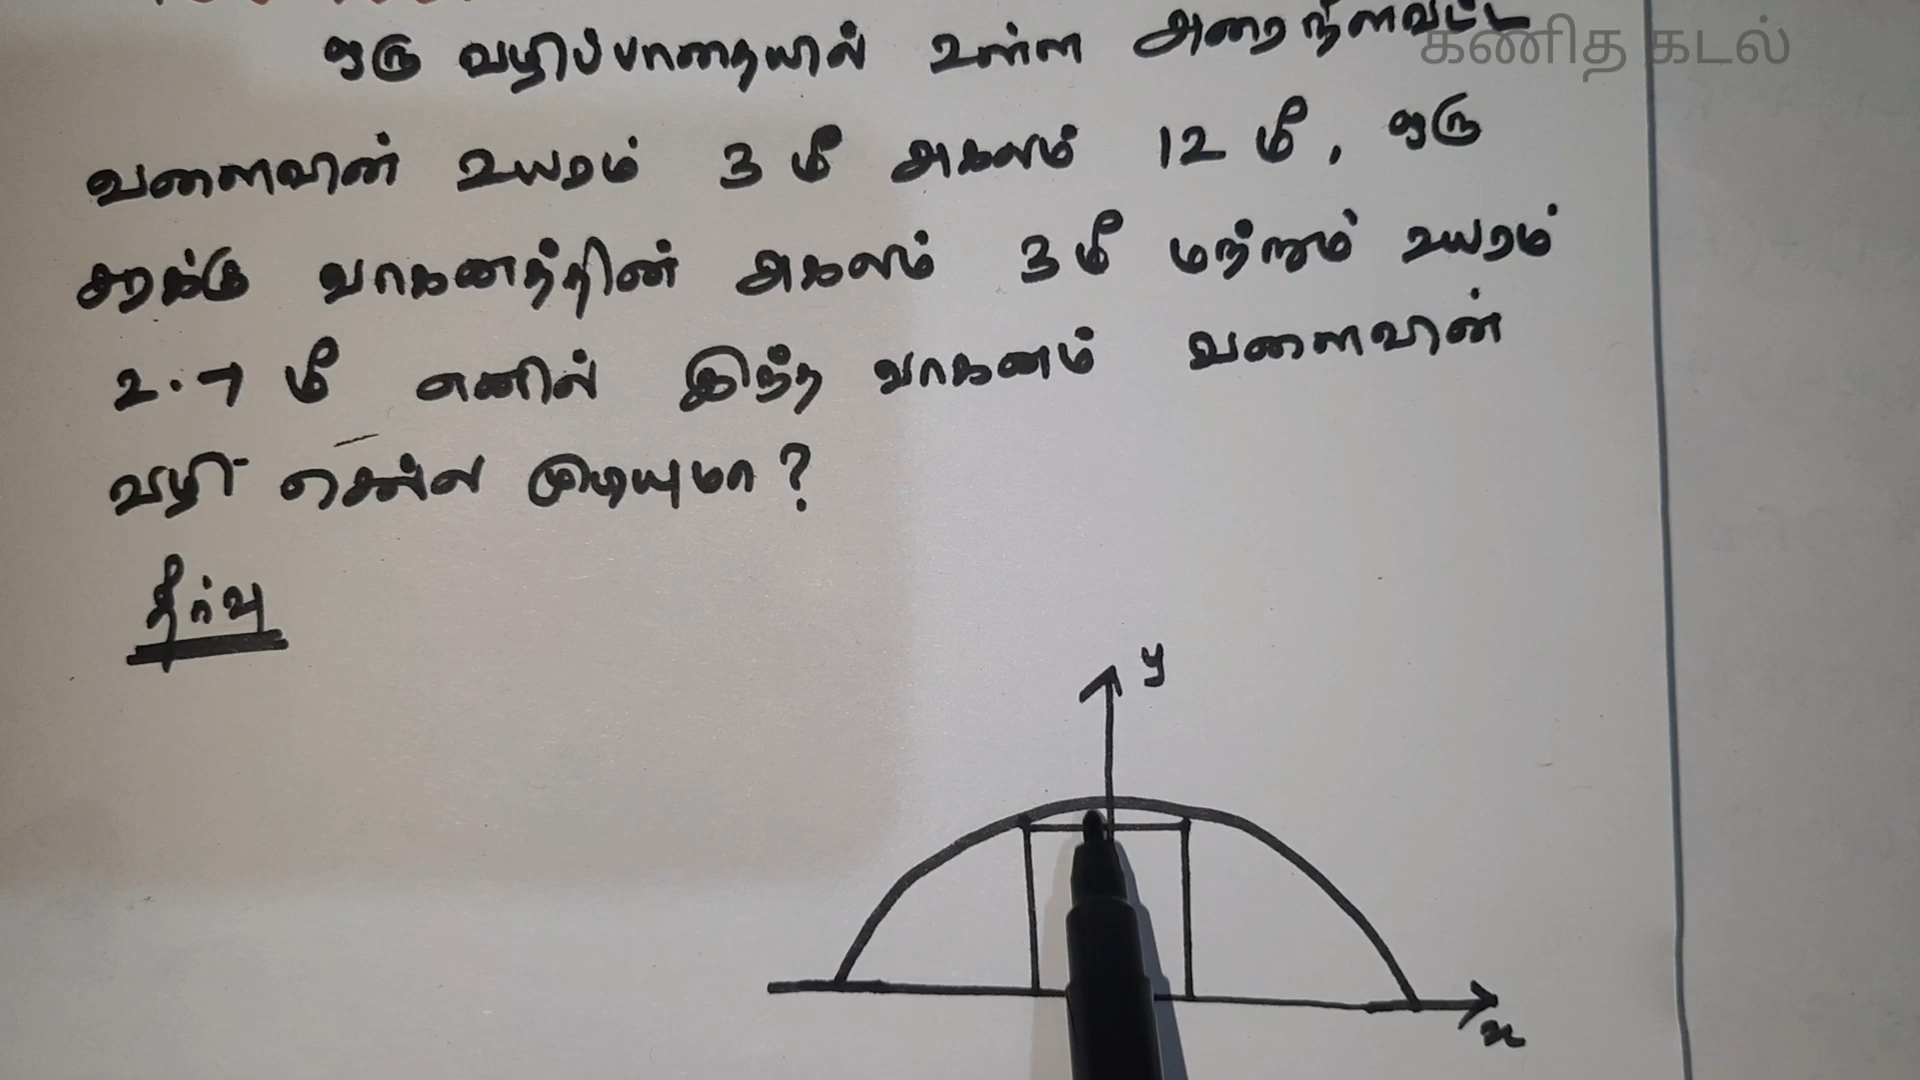 ஒரு வழிப்பாதையில் உள்ள அரைநீள்வட்ட
கணித கடல்
வளைவின் உயரம் 3 மீ அகலம் 12 மீ, ஒரு
சரக்கு வாகனத்தின் அகலம் 3 மீ மற்றும் உயரம்
2.7 மீ எனில் இந்த வாகனம் வளைவின்
வழி செல்ல முடியுமா?
தீர்வு
y
x